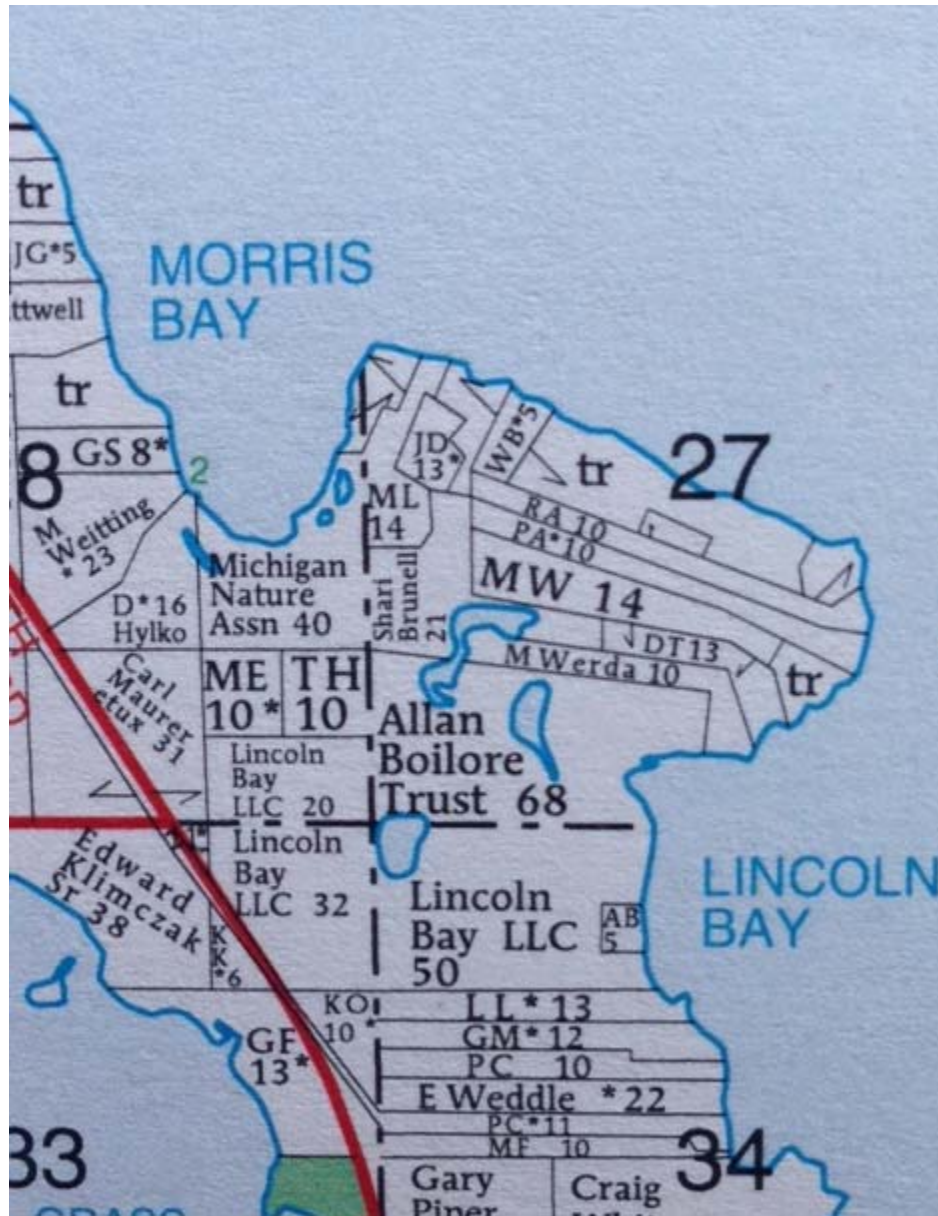 tr
JG*5
ttwell
tr
GS 8*
8
M
Weitting
* 23
MORRIS
BAY
2
D*16
Hylko
Michigan
Nature
Assn 40
ML
14
JD
13*
WB*5
tr
27
RA 10
PA*10
MW 14
Shari
Brunell
21
DT 13
M Werda 10
tr
Carl
Maurer
etux 31
ME
10*
TH
10
Allan
Boilore
Trust 68
Lincoln
Bay
LLC 20
Lincoln
Bay
LLC 32
Edward
Klimczak
Sr 38
K
K
*6
Lincoln
Bay LLC
50
AB
5
LINCOLN
BAY
KO
10 *
GF
13*
LL* 13
GM* 12
PC 10
E Weddle *22
PC*11
MF 10
33
34
Gary
Piper
Craig
GRASS